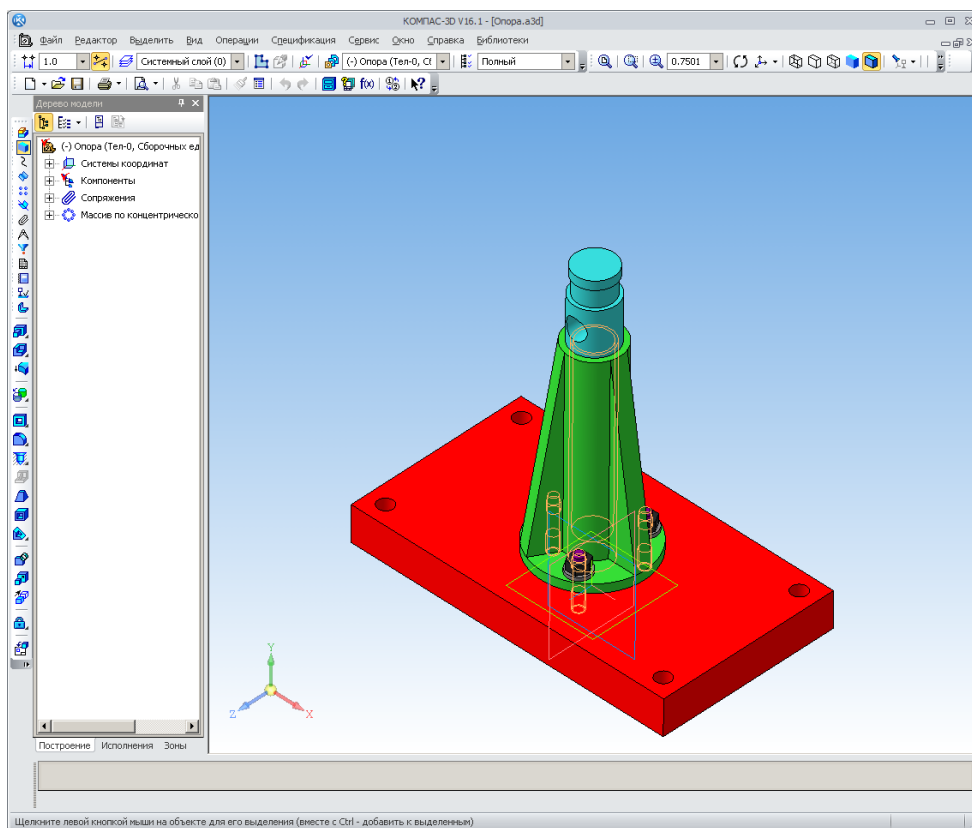 КОМПАС-3D V16.1 - [Опора.a3d]
Файл Редактор Выделить Вид Операции Спецификация Сервис Окно Справка Библиотеки
1.0 Системный слой (0) (-) Опора (Тел-0, Сб Полный 0.7501
f(x)
Дерево модели
(-) Опора (Тел-0, Сборочных ед
Системы координат
Компоненты
Сопряжения
Массив по концентрическо
Y
Z X
Построение Исполнения Зоны
Щелкните левой кнопкой мыши на объекте для его выделения (вместе с Ctrl - добавить к выделенным)